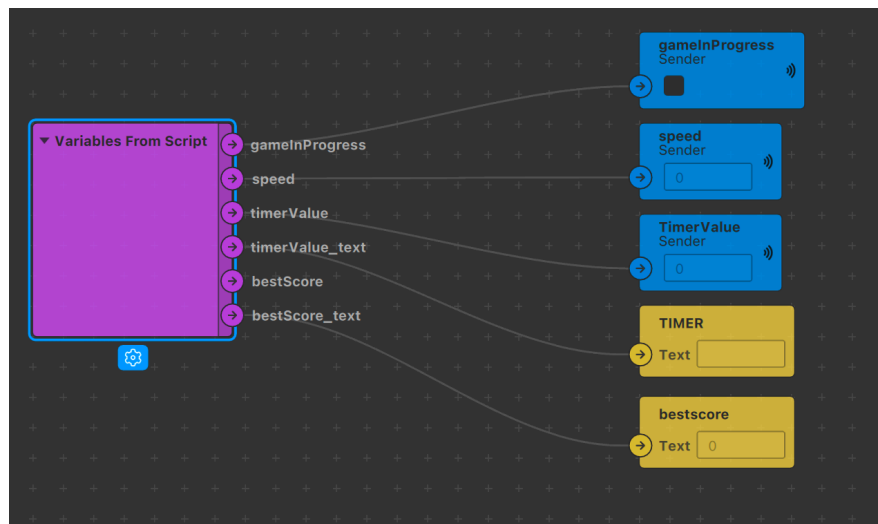 Variables From Script
gameInProgress
speed
timerValue
timerValue_text
bestScore
bestScore_text
gameInProgress
Sender
speed
Sender
0
TimerValue
Sender
0
TIMER
Text
bestscore
Text 0